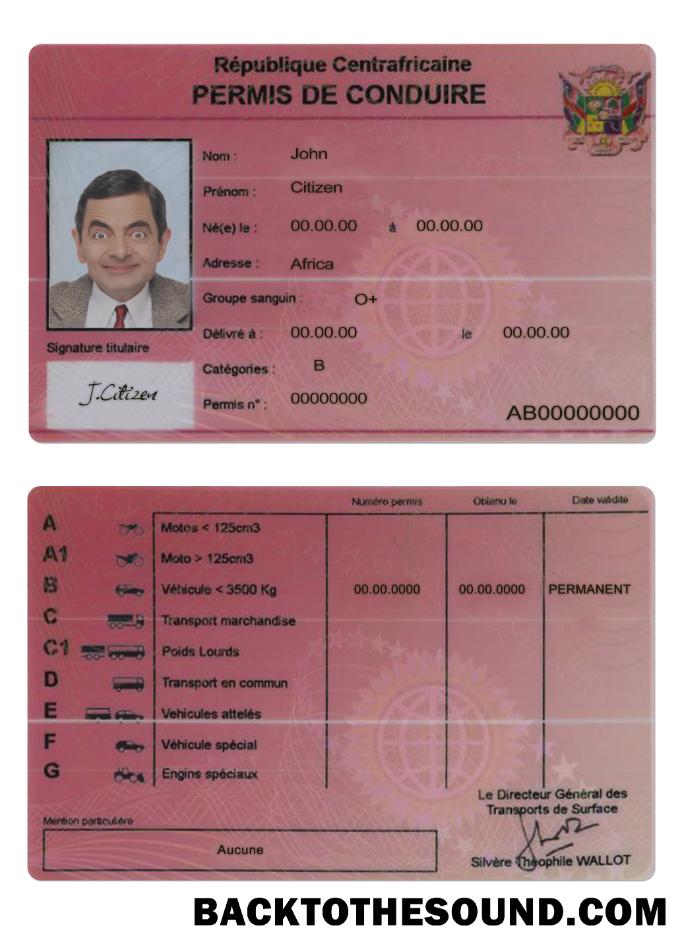 République Centrafricaine
PERMIS DE CONDUIRE
Nom : John
Prénom : Citizen
Né(e) le : 00.00.00 à 00.00.00
Adresse : Africa
Groupe sanguin : O+
Délivré à : 00.00.00 le 00.00.00
Signature titulaire
Catégories : B
J.Citizen
Permis n° : 00000000
AB00000000
Numéro permis Obtenu le Date validité
A Motos < 125cm3
A1 Moto > 125cm3
B Véhicule < 3500 Kg 00.00.0000 00.00.0000 PERMANENT
C Transport marchandise
C1 Poids Lourds
D Transport en commun
E Vehicules attelés
F Véhicule spécial
G Engins spéciaux
Le Directeur Général des
Transports de Surface
Mention particulière
Aucune
Silvère Théophile WALLOT
BACKTOTHESOUND.COM